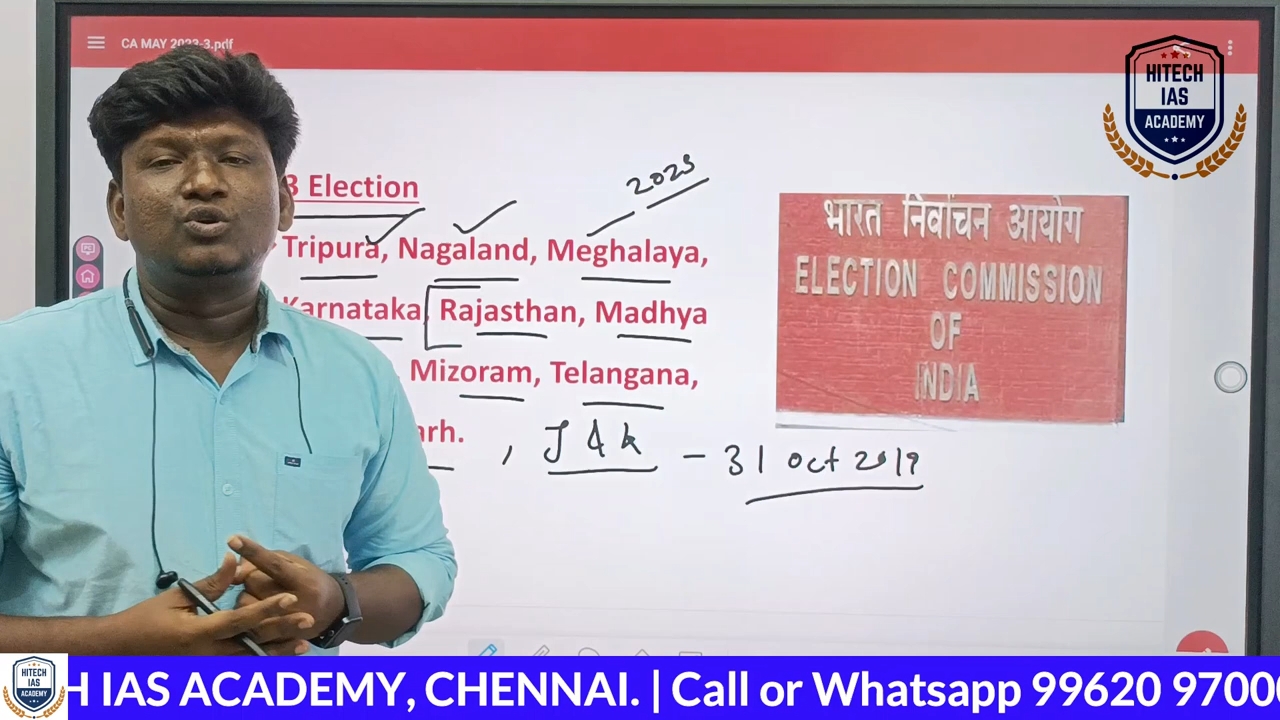 CA MAY 2023-3.pdf
HITECH
IAS
ACADEMY
3 Election
2023
Tripura, Nagaland, Meghalaya,
Karnataka, Rajasthan, Madhya
Mizoram, Telangana,
arh.
, J & K - 31 Oct 2019
भारत निर्वाचन आयोग
ELECTION COMMISSION
OF
INDIA
HITECH
IAS
ACADEMY
H IAS ACADEMY, CHENNAI. | Call or Whatsapp 99620 9700